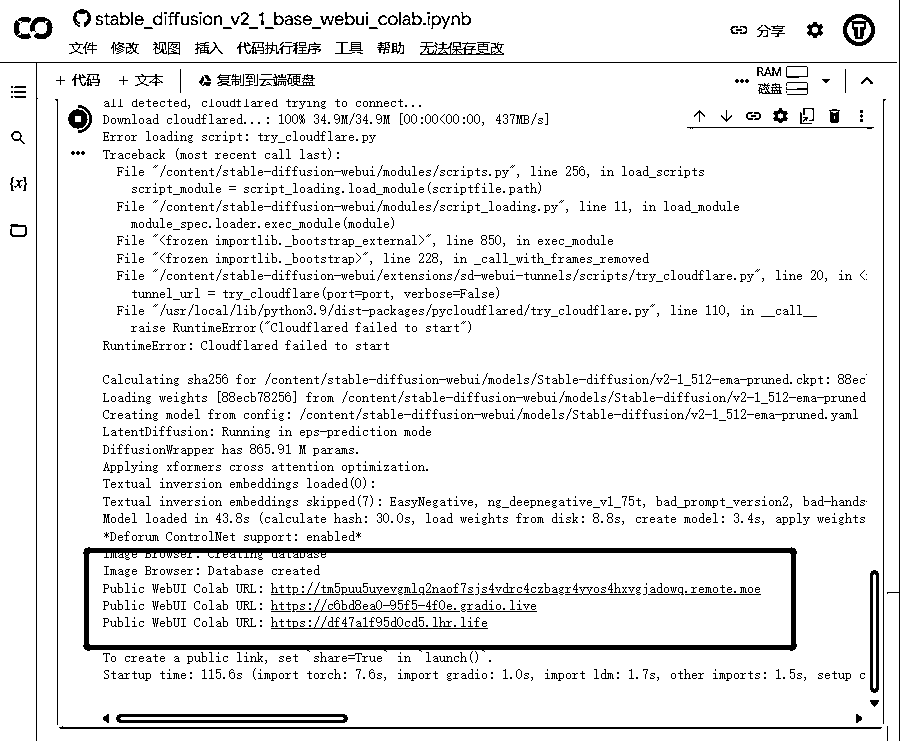 stable_diffusion_v2_1_base_webui_colab.ipynb
分享
文件 修改 视图 插入 代码执行程序 工具 帮助 无法保存更改
+ 代码 + 文本 复制到云端硬盘
RAM
磁盘
all detected, cloudflared trying to connect...
Download cloudflared...: 100% 34.9M/34.9M [00:00<00:00, 437MB/s]
Error loading script: try_cloudflare.py
Traceback (most recent call last):
File "/content/stable-diffusion-webui/modules/scripts.py", line 256, in load_scripts
script_module = script_loading.load_module(scriptfile.path)
File "/content/stable-diffusion-webui/modules/script_loading.py", line 11, in load_module
module_spec.loader.exec_module(module)
File "<frozen importlib._bootstrap_external>", line 850, in exec_module
File "<frozen importlib._bootstrap>", line 228, in _call_with_frames_removed
File "/content/stable-diffusion-webui/extensions/sd-webui-tunnels/scripts/try_cloudflare.py", line 20, in <
tunnel_url = try_cloudflare(port=port, verbose=False)
File "/usr/local/lib/python3.9/dist-packages/pycloudflared/try_cloudflare.py", line 110, in __call__
raise RuntimeError("Cloudflared failed to start")
RuntimeError: Cloudflared failed to start
Calculating sha256 for /content/stable-diffusion-webui/models/Stable-diffusion/v2-1_512-ema-pruned.ckpt: 88ec
Loading weights [88ecb78256] from /content/stable-diffusion-webui/models/Stable-diffusion/v2-1_512-ema-pruned
Creating model from config: /content/stable-diffusion-webui/models/Stable-diffusion/v2-1_512-ema-pruned.yaml
LatentDiffusion: Running in eps-prediction mode
DiffusionWrapper has 865.91 M params.
Applying xformers cross attention optimization.
Textual inversion embeddings loaded(0):
Textual inversion embeddings skipped(7): EasyNegative, ng_deepnegative_v1_75t, bad_prompt_version2, bad-hands-
Model loaded in 43.8s (calculate hash: 30.0s, load weights from disk: 8.8s, create model: 3.4s, apply weights
*Deforum ControlNet support: enabled*
Image Browser: Creating database
Image Browser: Database created
Public WebUI Colab URL: http://tm5puu5uyevgmlq2naof7sjs4vdrc4czbagr4yyos4hxvgjadowq.remote.moe
Public WebUI Colab URL: https://c6bd8ea0-95f5-4f0e.gradio.live
Public WebUI Colab URL: https://df47a1f95d0cd5.lhr.life
To create a public link, set `share=True` in `launch()`.
Startup time: 115.6s (import torch: 7.6s, import gradio: 1.0s, import ldm: 1.7s, other imports: 1.5s, setup c